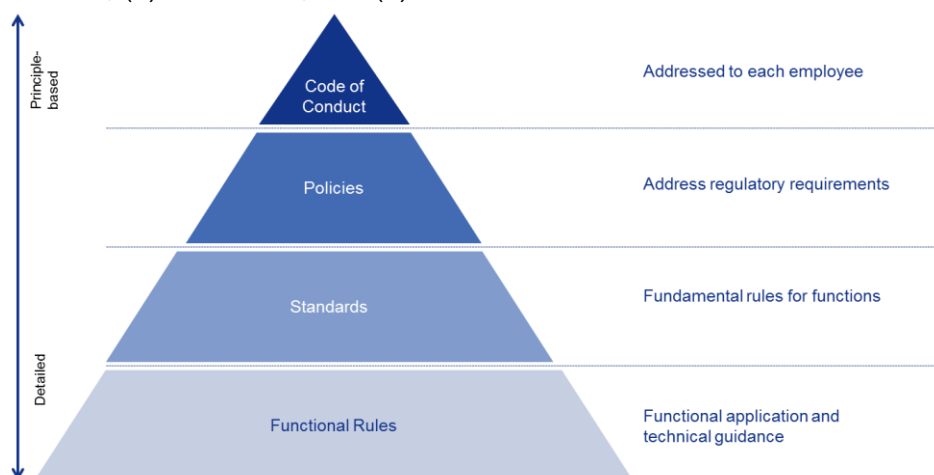 Principle-
based
Code of
Conduct
Addressed to each employee
Policies
Address regulatory requirements
Standards
Fundamental rules for functions
Detailed
Functional Rules
Functional application and
technical guidance